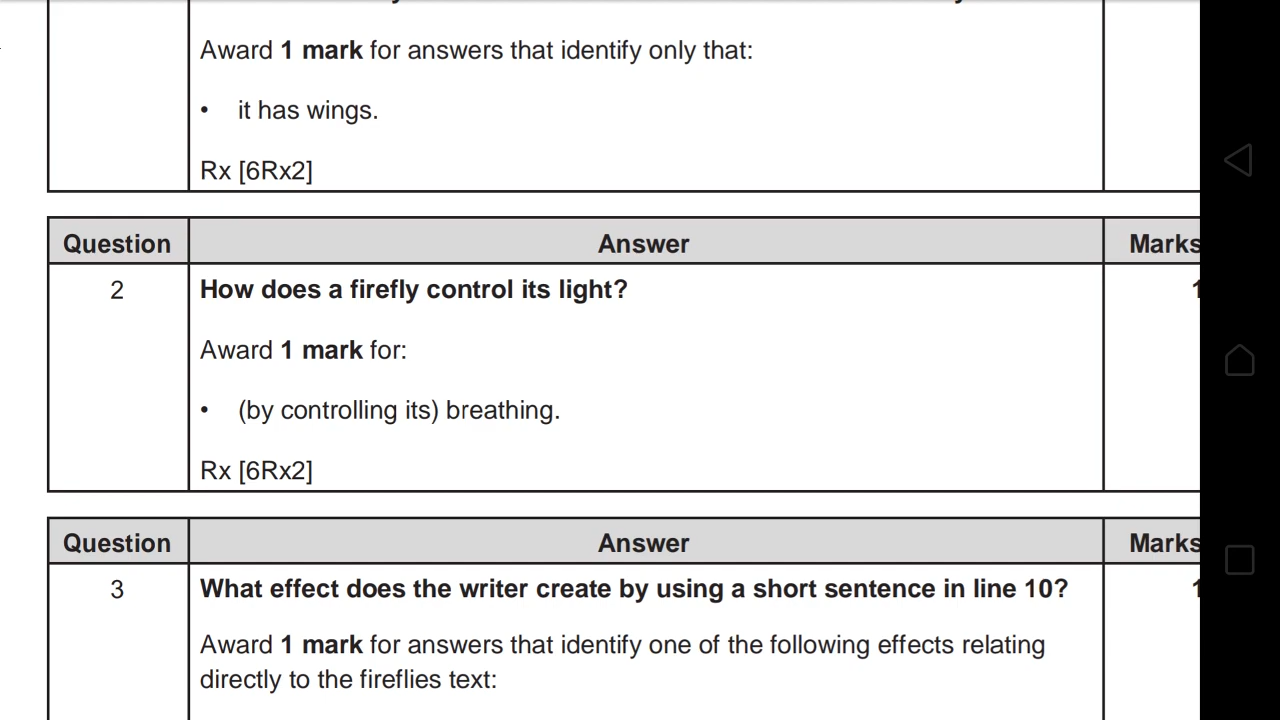 Award 1 mark for answers that identify only that:
• it has wings.
Rx [6Rx2]
Question Answer Marks
2 How does a firefly control its light? 1
Award 1 mark for:
• (by controlling its) breathing.
Rx [6Rx2]
Question Answer Marks
3 What effect does the writer create by using a short sentence in line 10? 1
Award 1 mark for answers that identify one of the following effects relating
directly to the fireflies text: